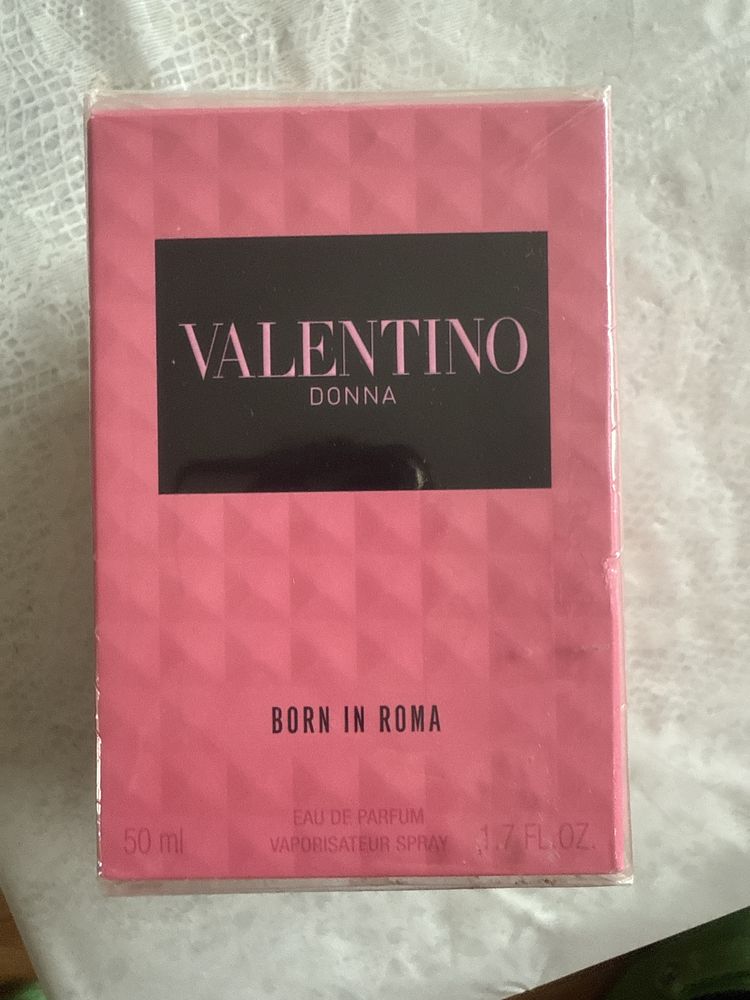 VALENTINO
DONNA
BORN IN ROMA
EAU DE PARFUM
50 ml VAPORISATEUR SPRAY 1.7 FL.OZ.